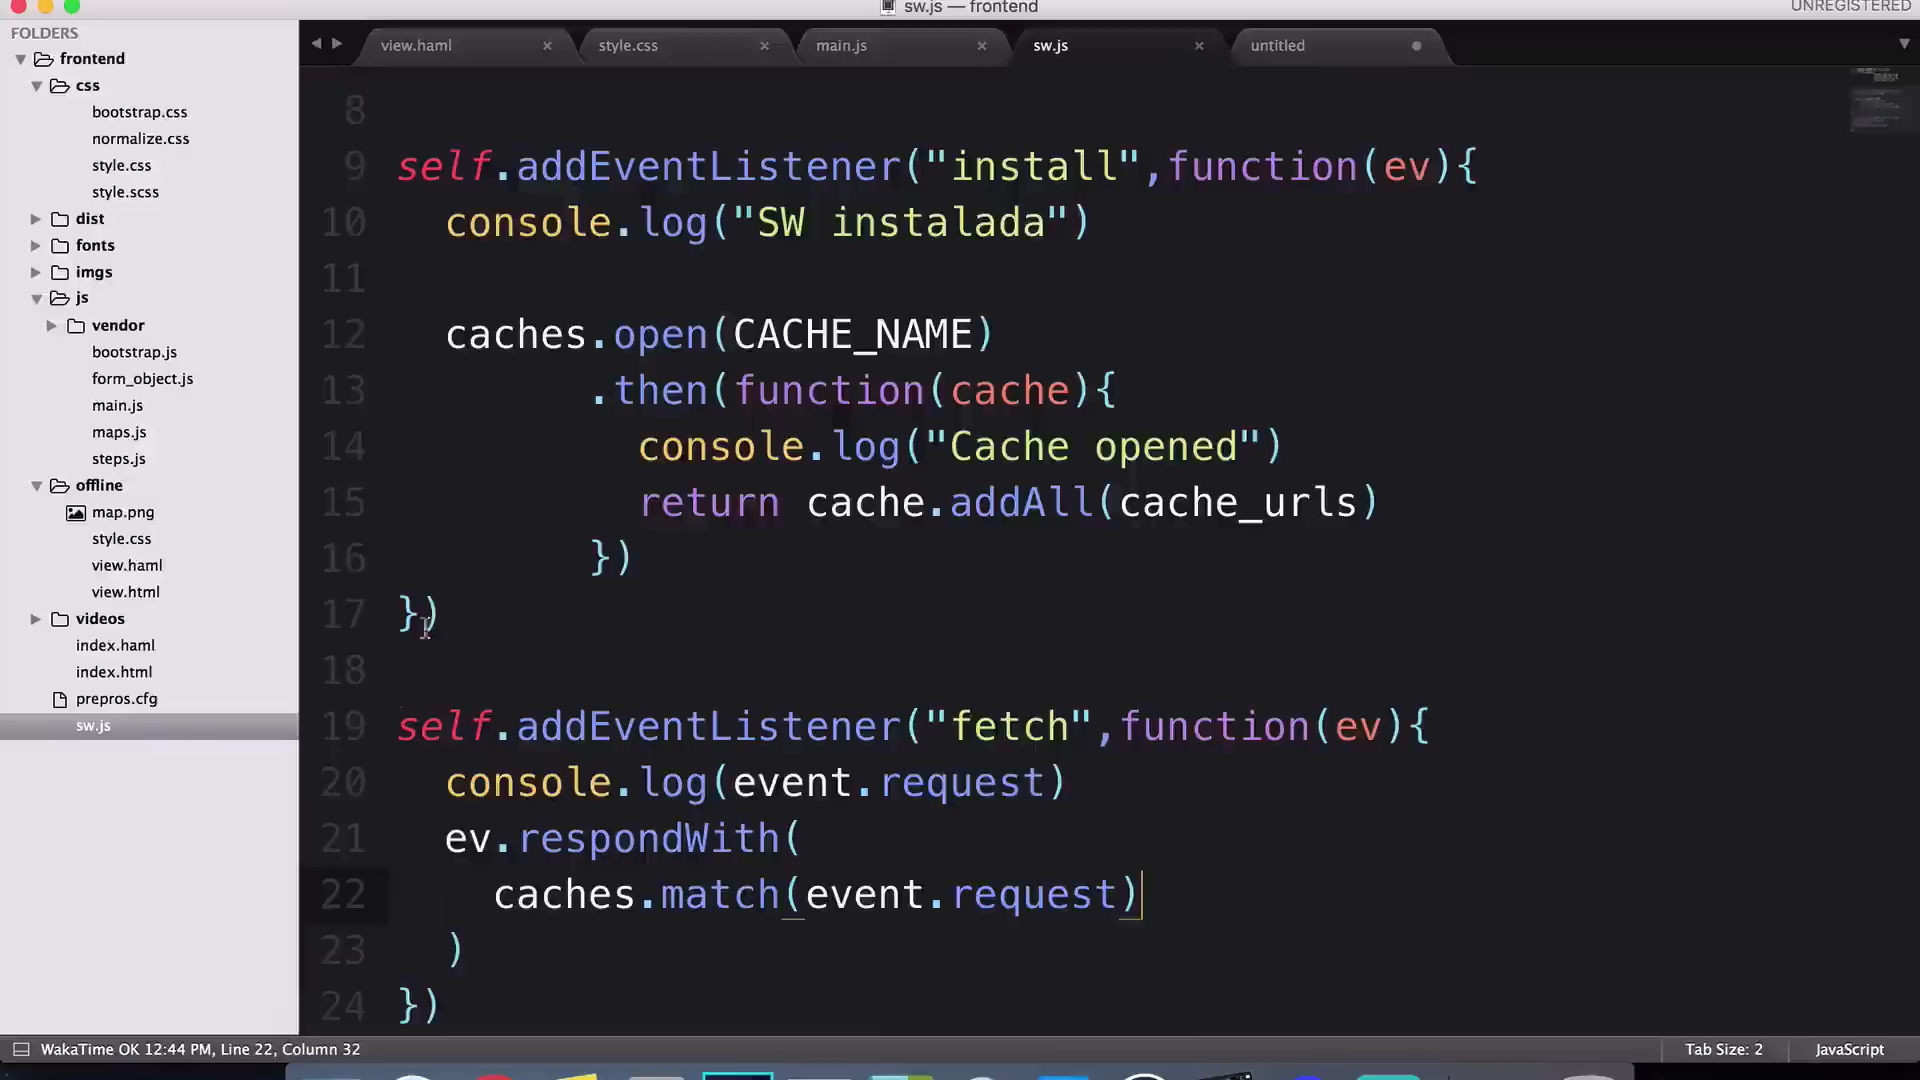 sw.js — frontend
UNREGISTERED
FOLDERS
frontend
css
bootstrap.css
normalize.css
style.css
style.scss
dist
fonts
imgs
js
vendor
bootstrap.js
form_object.js
main.js
maps.js
steps.js
offline
map.png
style.css
view.haml
view.html
videos
index.haml
index.html
prepros.cfg
sw.js
view.haml
style.css
main.js
sw.js
untitled
8
9 self.addEventListener("install",function(ev){
10 console.log("SW instalada")
11
12 caches.open(CACHE_NAME)
13 .then(function(cache){
14 console.log("Cache opened")
15 return cache.addAll(cache_urls)
16 })
17 })
18
19 self.addEventListener("fetch",function(ev){
20 console.log(event.request)
21 ev.respondWith(
22 caches.match(event.request)
23 )
24 })
WakaTime OK 12:44 PM, Line 22, Column 32
Tab Size: 2
JavaScript